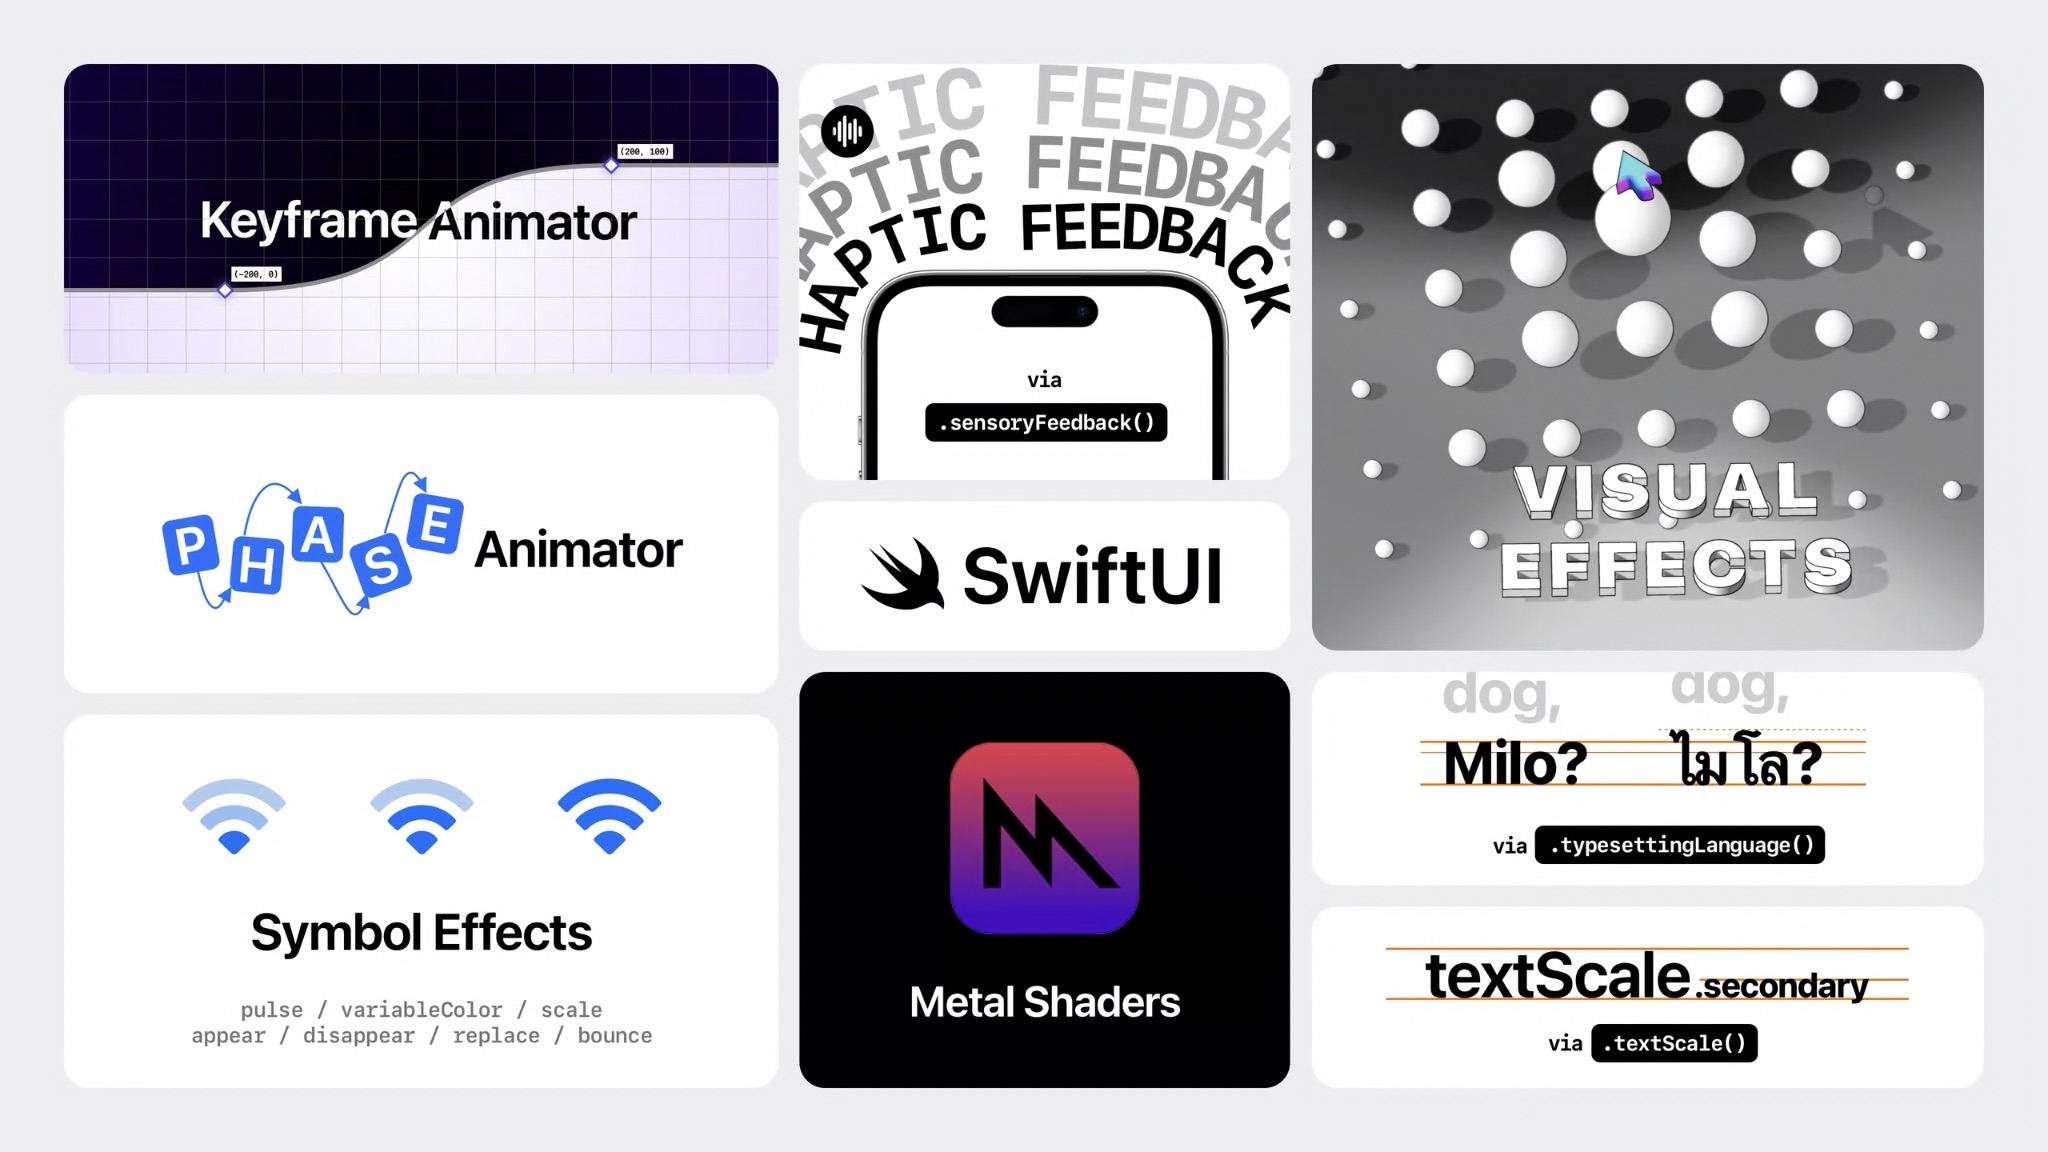 (200, 100)
Keyframe Animator
(-200, 0)
PHASE Animator
Symbol Effects
pulse / variableColor / scale
appear / disappear / replace / bounce
HAPTIC FEEDBACK
via
.sensoryFeedback()
SwiftUI
Metal Shaders
VISUAL
EFFECTS
dog, dog,
Milo? ไมโล?
via .typesettingLanguage()
textScale .secondary
via .textScale()